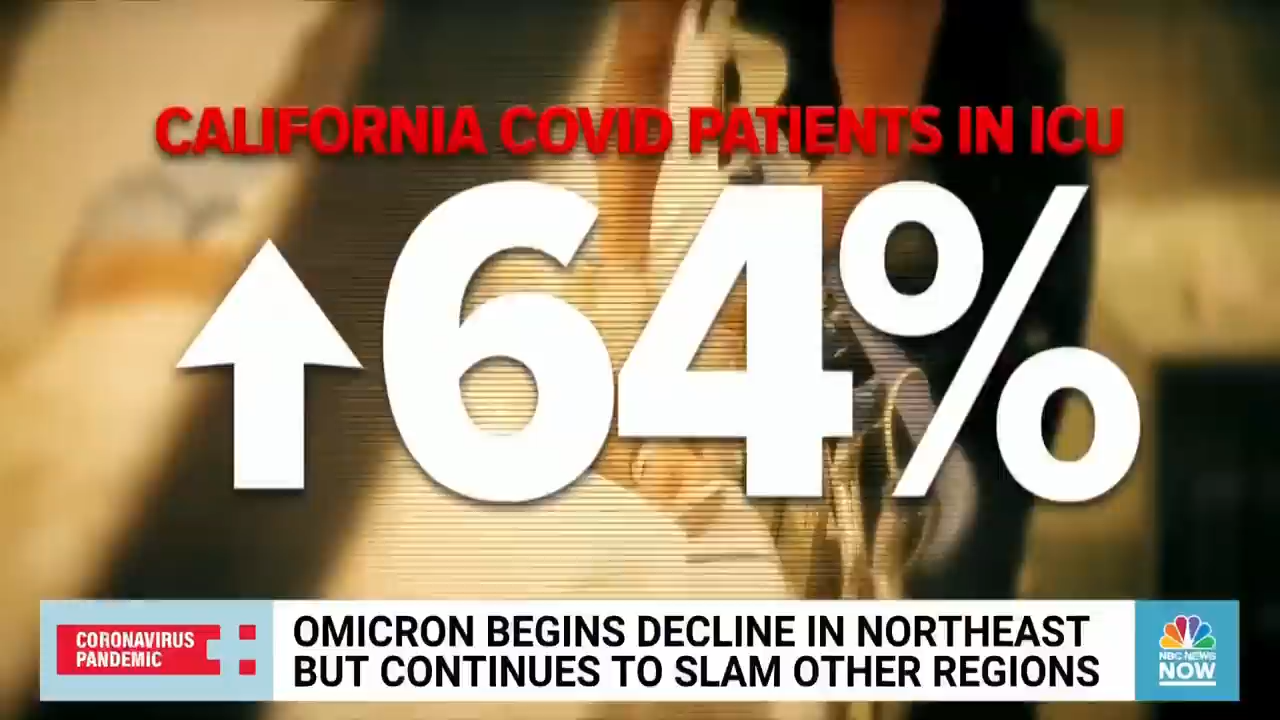 CALIFORNIA COVID PATIENTS IN ICU
64%
CORONAVIRUS
PANDEMIC
OMICRON BEGINS DECLINE IN NORTHEAST
BUT CONTINUES TO SLAM OTHER REGIONS
NBC NEWS
NOW